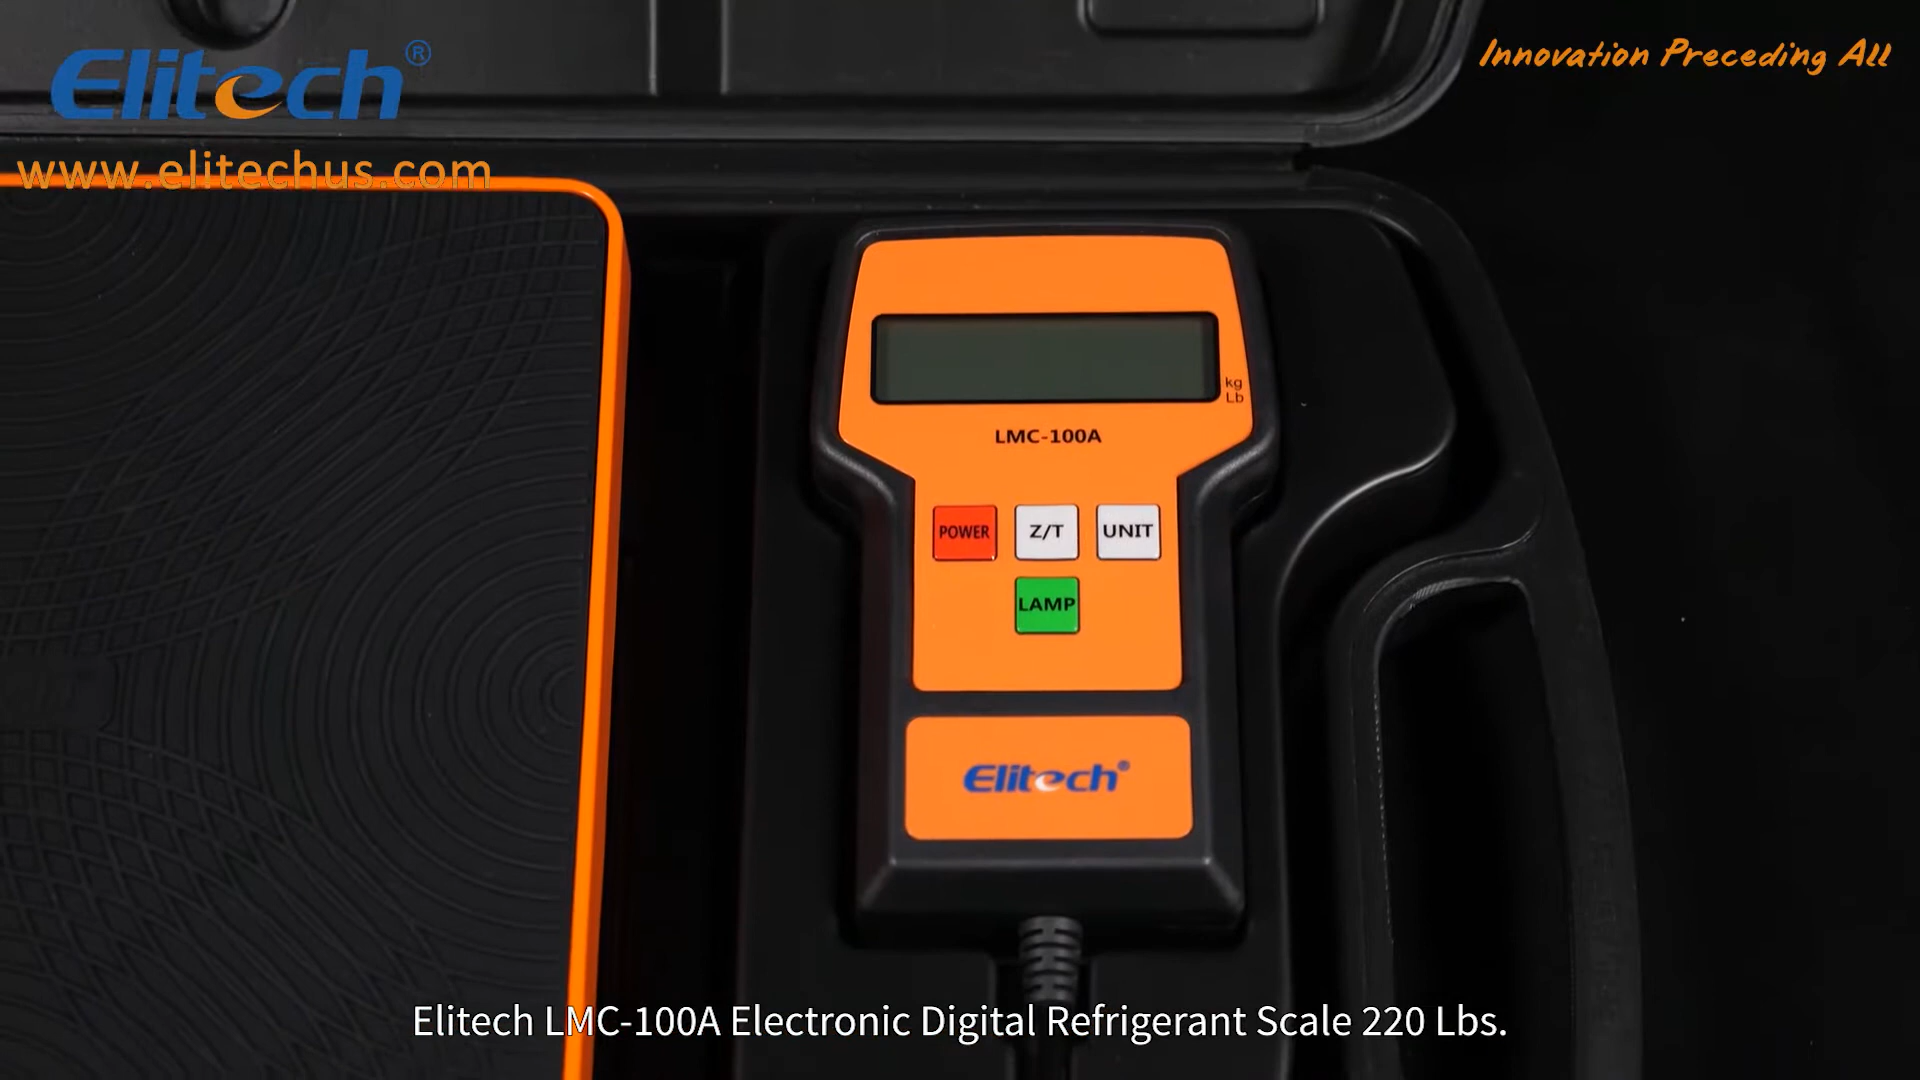 Elitech®
Innovation Preceding All
www.elitechus.com
kg
Lb
LMC-100A
POWER
Z/T
UNIT
LAMP
Elitech®
Elitech LMC-100A Electronic Digital Refrigerant Scale 220 Lbs.